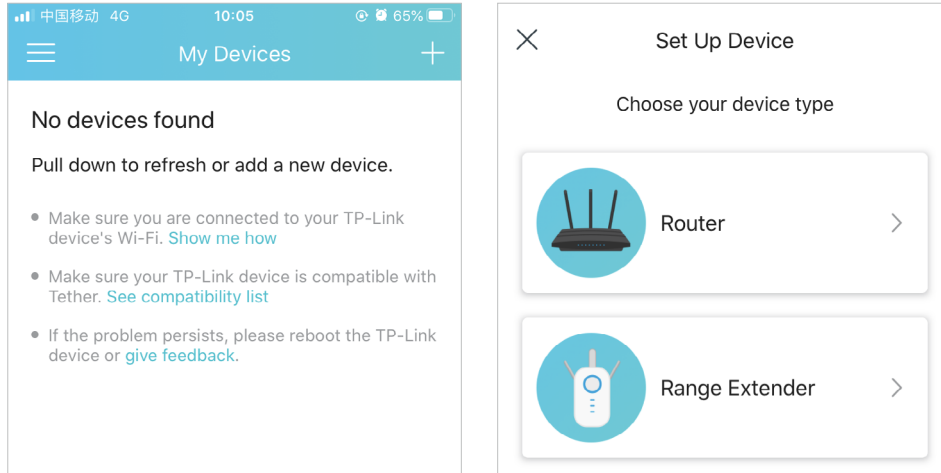 中国移动 4G 10:05 65%
My Devices
No devices found
Pull down to refresh or add a new device.
Make sure you are connected to your TP-Link
device's Wi-Fi. Show me how
Make sure your TP-Link device is compatible with
Tether. See compatibility list
If the problem persists, please reboot the TP-Link
device or give feedback.
Set Up Device
Choose your device type
Router
Range Extender